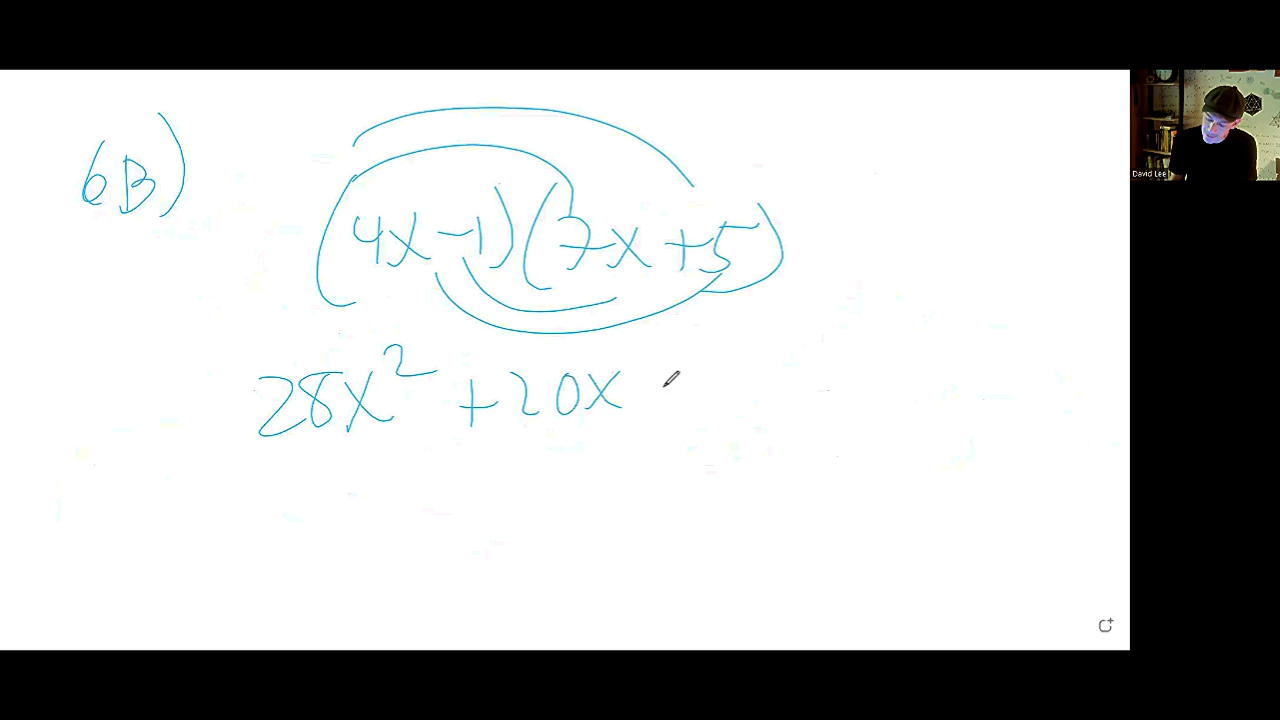 6B)
(4x-1)(7x+5)
28x² +20x
David Lee